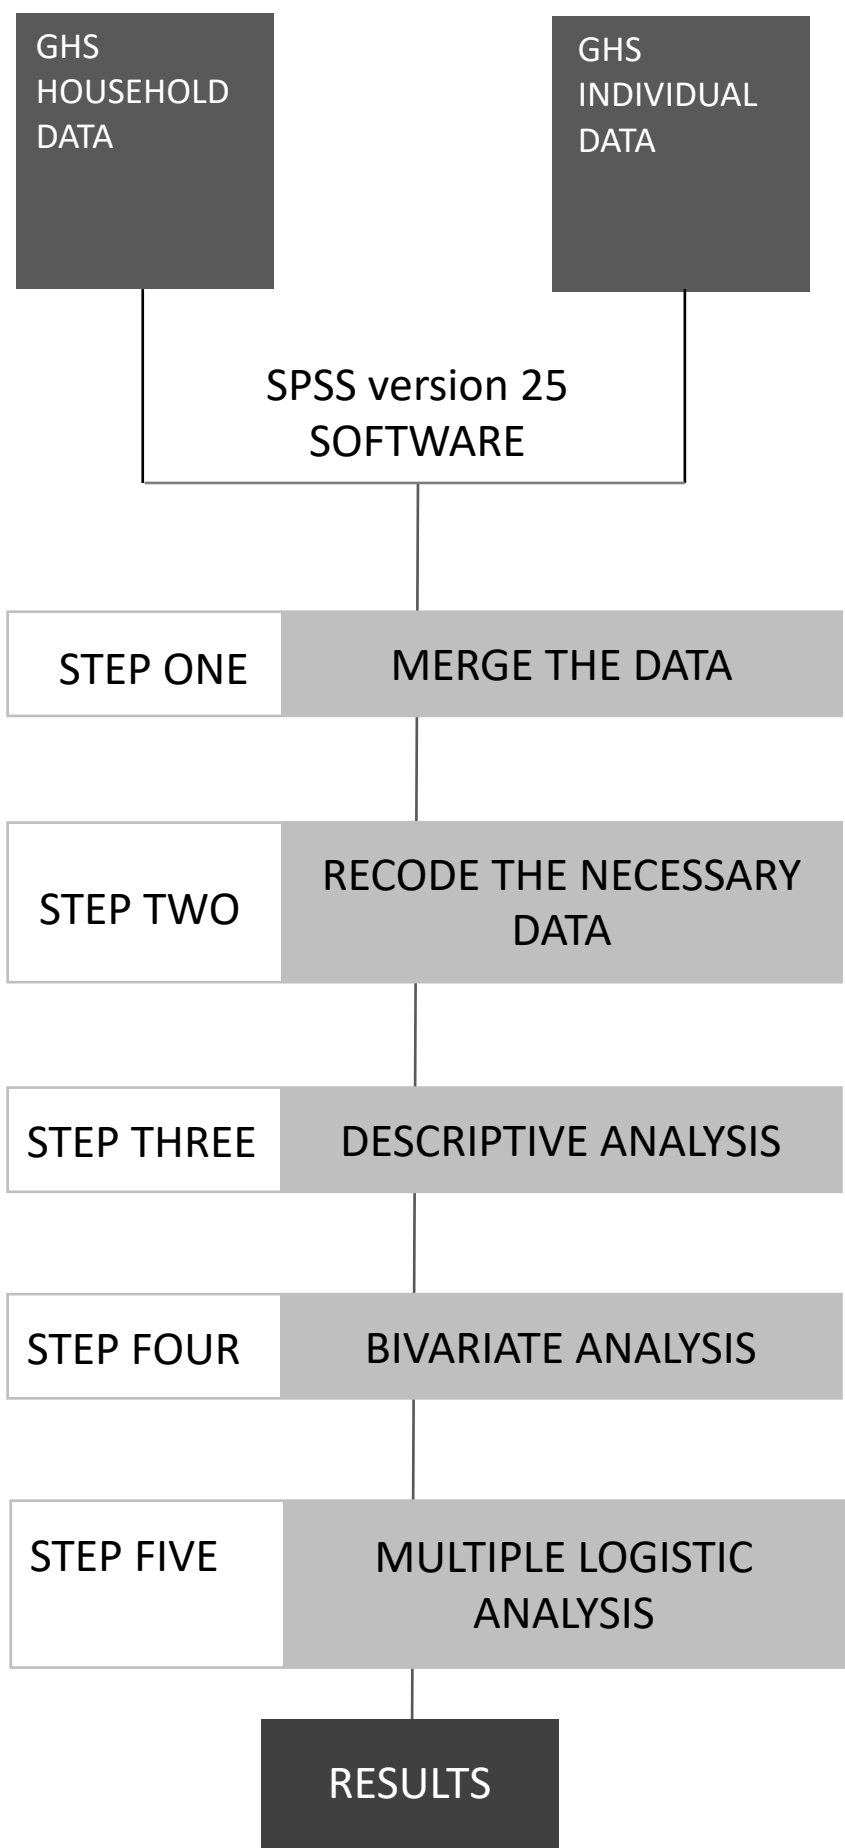 GHS
HOUSEHOLD
DATA
GHS
INDIVIDUAL
DATA
SPSS version 25
SOFTWARE
STEP ONE
MERGE THE DATA
STEP TWO
RECODE THE NECESSARY
DATA
STEP THREE
DESCRIPTIVE ANALYSIS
STEP FOUR
BIVARIATE ANALYSIS
STEP FIVE
MULTIPLE LOGISTIC
ANALYSIS
RESULTS